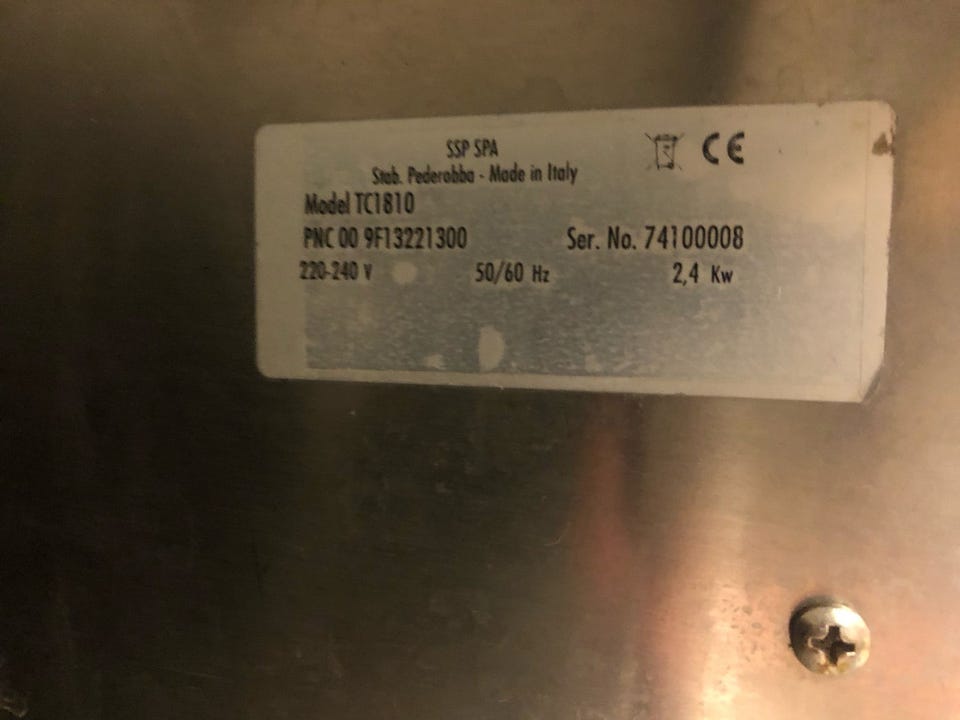 SSP SPA
CE
Stab. Pederobba - Made in Italy
Model TC1810
PNC 00 9F13221300 Ser. No. 74100008
220-240 V 50/60 Hz 2,4 Kw